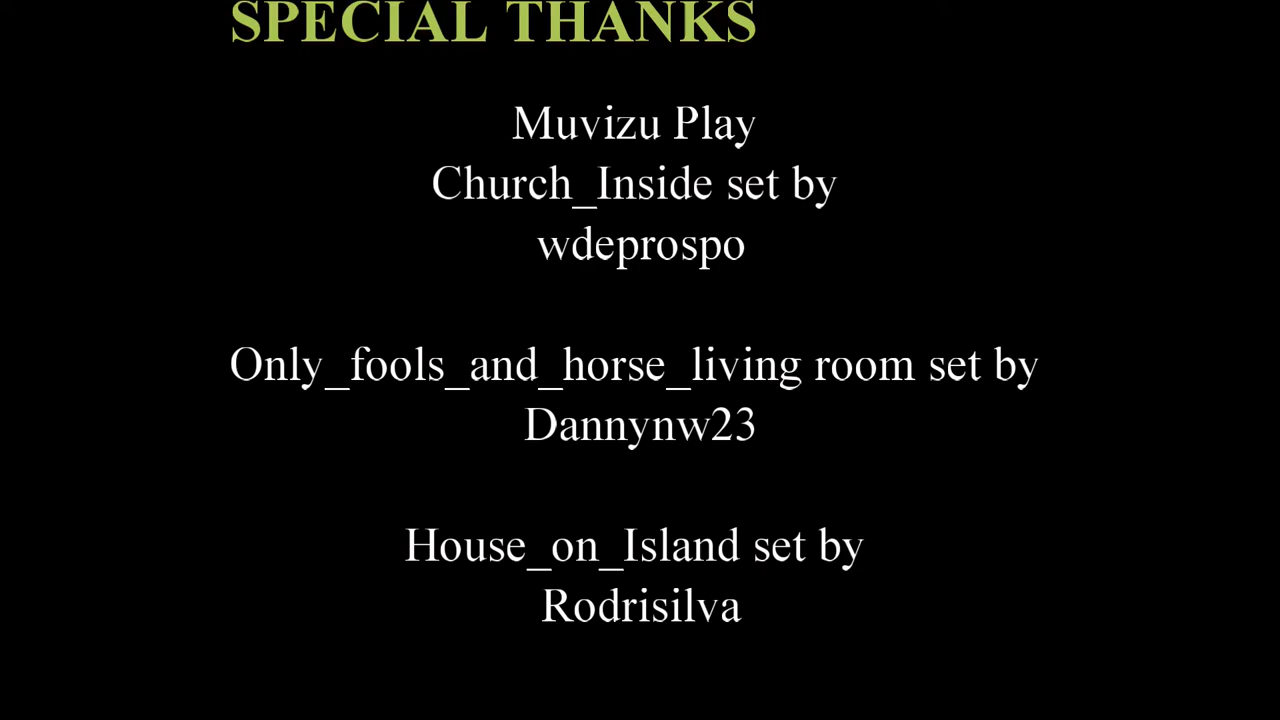 SPECIAL THANKS
Muvizu Play
Church_Inside set by
wdeprospo
Only_fools_and_horse_living room set by
Dannynw23
House_on_Island set by
Rodrisilva